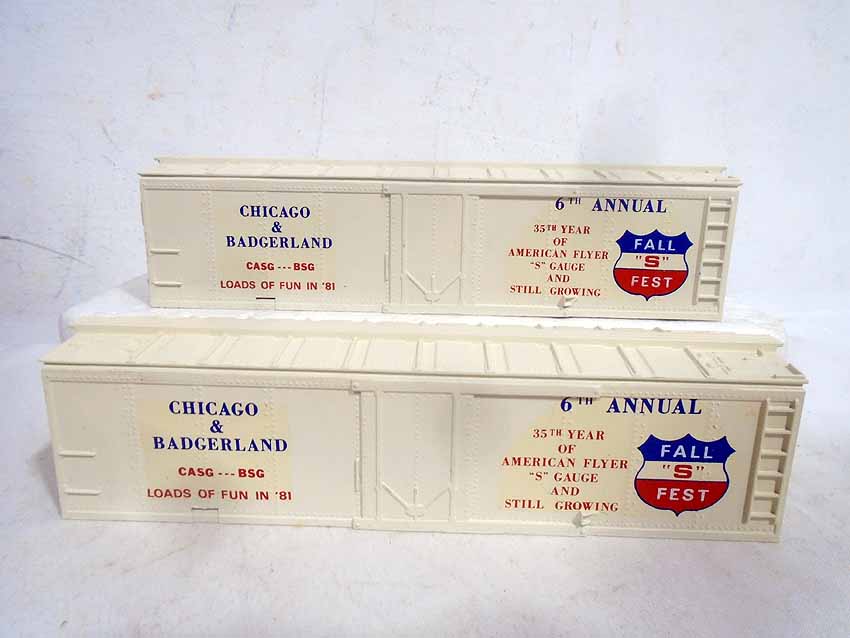 CHICAGO
&
BADGERLAND
CASG --- BSG
LOADS OF FUN IN '81
6TH ANNUAL
35TH YEAR
OF
AMERICAN FLYER
"S" GAUGE
AND
STILL GROWING
FALL
"S"
FEST
CHICAGO
&
BADGERLAND
CASG --- BSG
LOADS OF FUN IN '81
6TH ANNUAL
35TH YEAR
OF
AMERICAN FLYER
"S" GAUGE
AND
STILL GROWING
FALL
"S"
FEST